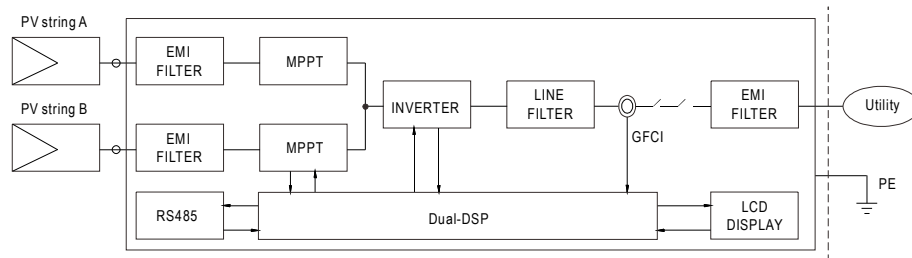 PV string A
EMI
FILTER
MPPT
PV string B
EMI
FILTER
MPPT
INVERTER
LINE
FILTER
GFCI
EMI
FILTER
Utility
PE
RS485
Dual-DSP
LCD
DISPLAY